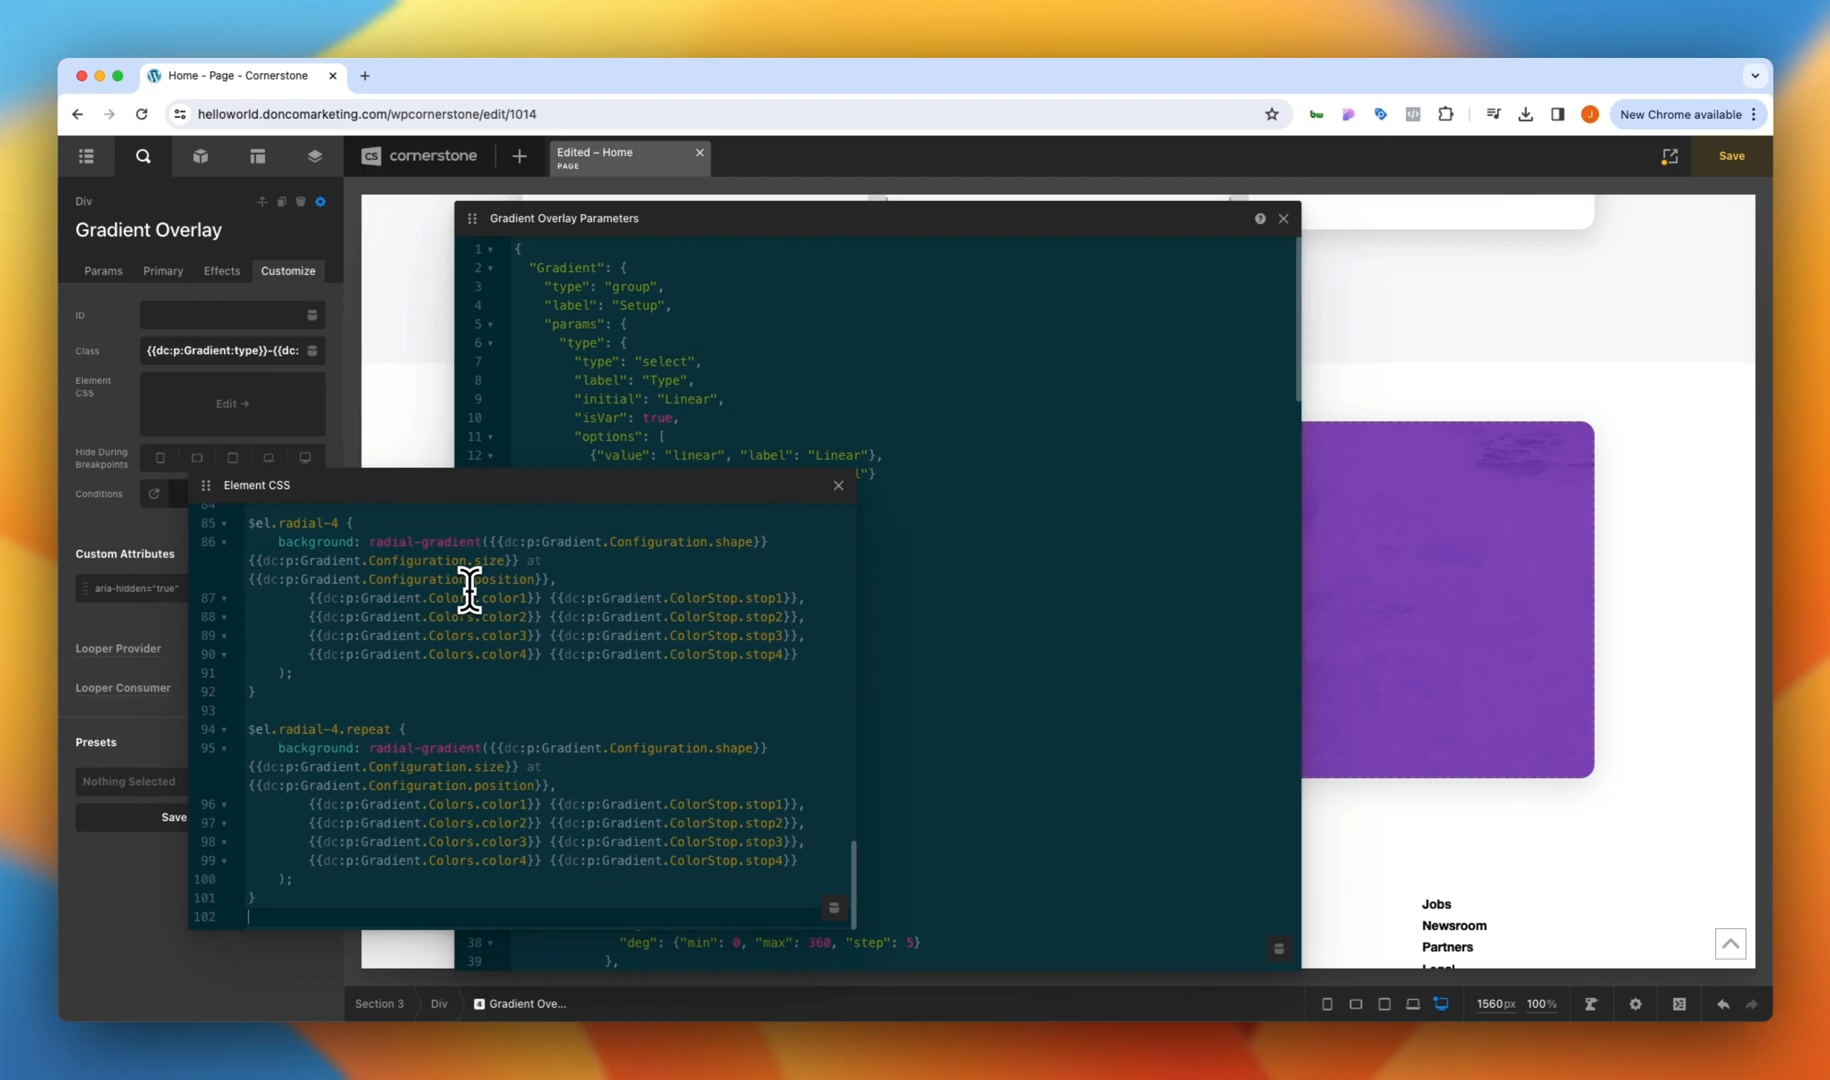 Home - Page - Cornerstone
helloworld.doncomarketing.com/wpcornerstone/edit/1014
bw
J
New Chrome available
CS cornerstone
Edited – Home
PAGE
Save
Div
Gradient Overlay
Params Primary Effects Customize
ID
Class {{dc:p:Gradient:type}}-{{dc:
Element
CSS
Edit →
Hide During
Breakpoints
Conditions
Custom Attributes
aria-hidden="true"
Looper Provider
Looper Consumer
Presets
Nothing Selected
Save
Gradient Overlay Parameters
1 {
2 "Gradient": {
3 "type": "group",
4 "label": "Setup",
5 "params": {
6 "type": {
7 "type": "select",
8 "label": "Type",
9 "initial": "Linear",
10 "isVar": true,
11 "options": [
12 {"value": "linear", "label": "Linear"},
l"}
Element CSS
84
85 $el.radial-4 {
86 background: radial-gradient({{dc:p:Gradient.Configuration.shape}}
{{dc:p:Gradient.Configuration.size}} at
{{dc:p:Gradient.Configuration.position}},
87 {{dc:p:Gradient.Colors.color1}} {{dc:p:Gradient.ColorStop.stop1}},
88 {{dc:p:Gradient.Colors.color2}} {{dc:p:Gradient.ColorStop.stop2}},
89 {{dc:p:Gradient.Colors.color3}} {{dc:p:Gradient.ColorStop.stop3}},
90 {{dc:p:Gradient.Colors.color4}} {{dc:p:Gradient.ColorStop.stop4}}
91 );
92 }
93
94 $el.radial-4.repeat {
95 background: radial-gradient({{dc:p:Gradient.Configuration.shape}}
{{dc:p:Gradient.Configuration.size}} at
{{dc:p:Gradient.Configuration.position}},
96 {{dc:p:Gradient.Colors.color1}} {{dc:p:Gradient.ColorStop.stop1}},
97 {{dc:p:Gradient.Colors.color2}} {{dc:p:Gradient.ColorStop.stop2}},
98 {{dc:p:Gradient.Colors.color3}} {{dc:p:Gradient.ColorStop.stop3}},
99 {{dc:p:Gradient.Colors.color4}} {{dc:p:Gradient.ColorStop.stop4}}
100 );
101 }
102
38 "deg": {"min": 0, "max": 360, "step": 5}
39 },
Jobs
Newsroom
Partners
Legal
Section 3 Div 4 Gradient Ove...
1560px 100%